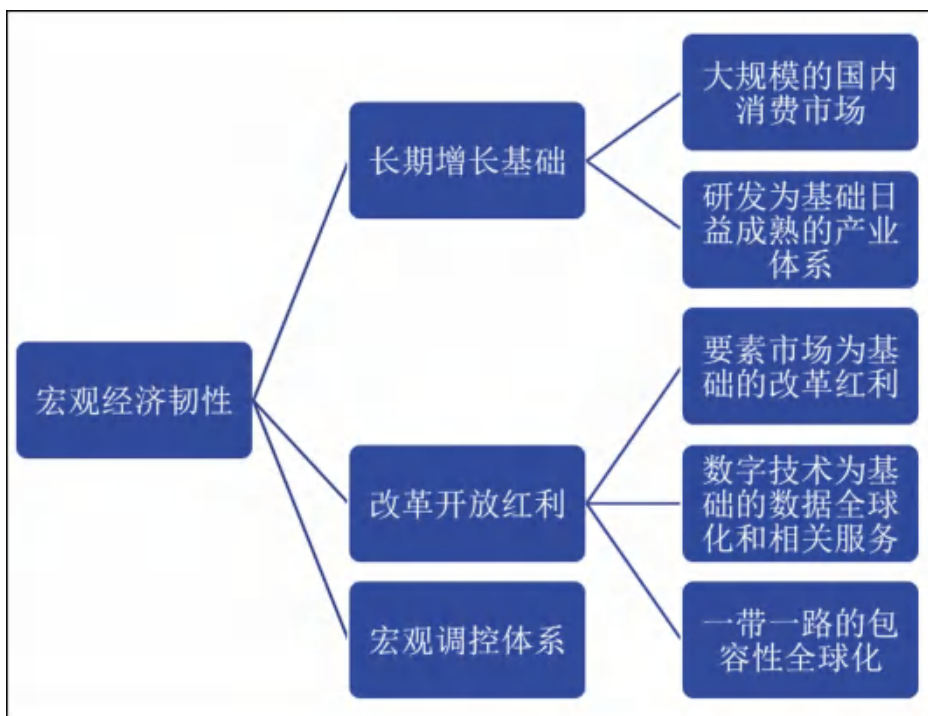 宏观经济韧性
长期增长基础
大规模的国内
消费市场
研发为基础日
益成熟的产业
体系
改革开放红利
要素市场为基
础的改革红利
数字技术为基
础的数据全球
化和相关服务
一带一路的包
容性全球化
宏观调控体系